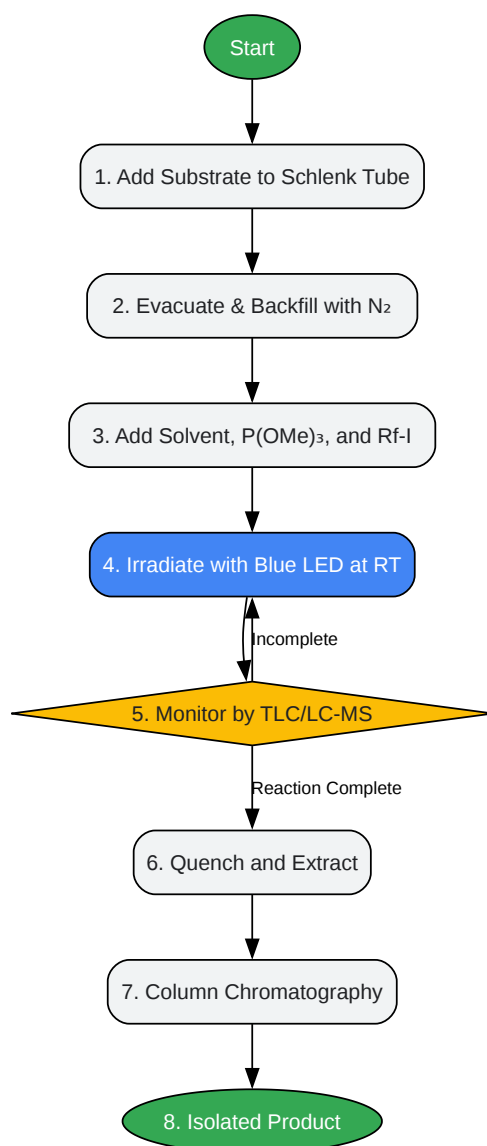 Start
1. Add Substrate to Schlenk Tube
2. Evacuate & Backfill with N₂
3. Add Solvent, P(OMe)₃, and Rf-I
4. Irradiate with Blue LED at RT
Incomplete
5. Monitor by TLC/LC-MS
Reaction Complete
6. Quench and Extract
7. Column Chromatography
8. Isolated Product